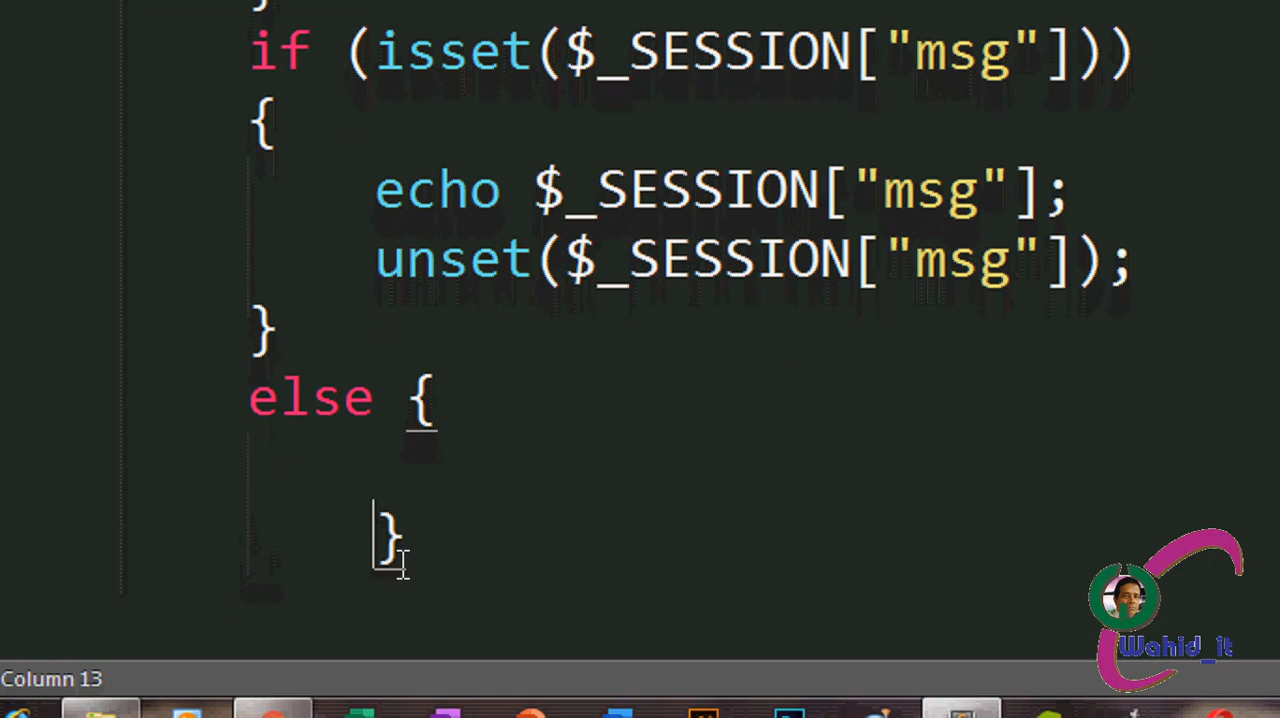 }
if (isset($_SESSION["msg"]))
{
echo $_SESSION["msg"];
unset($_SESSION["msg"]);
}
else {
}
Wahid_it
Column 13